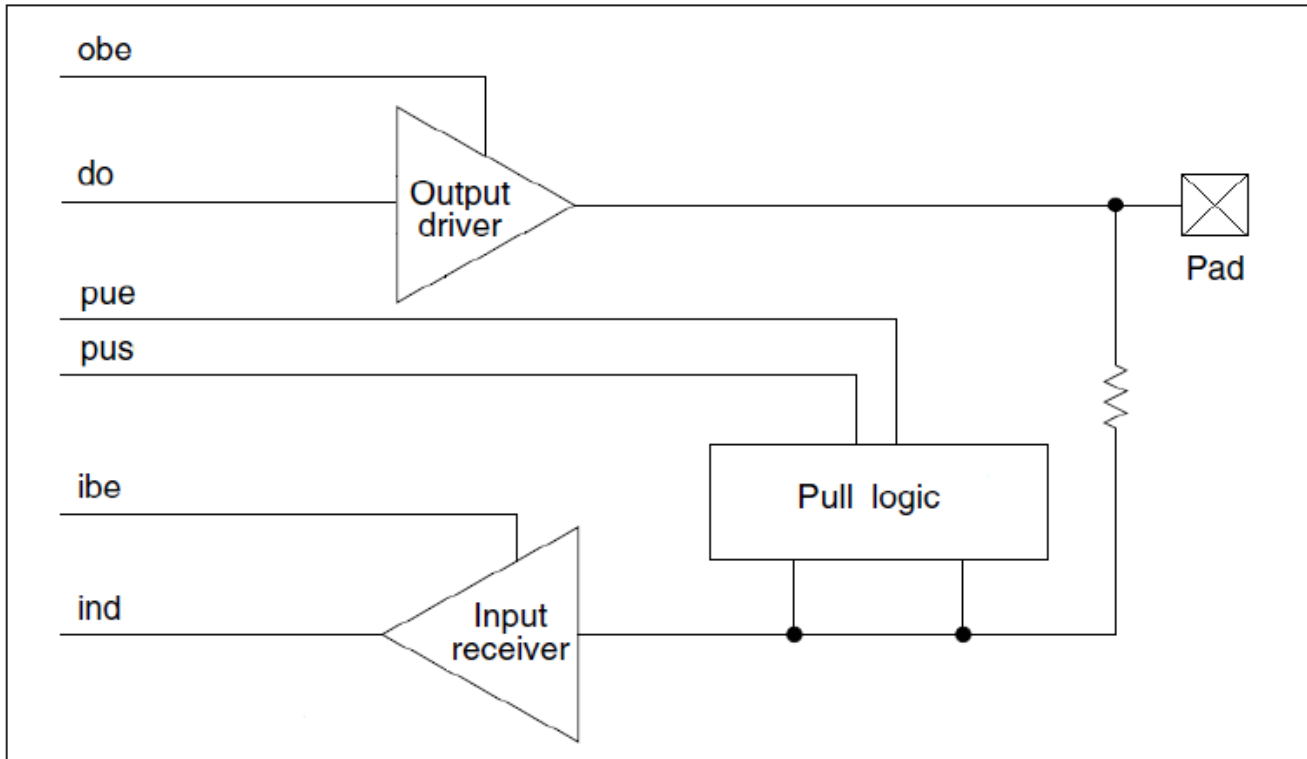 obe
do
Output
driver
Pad
pue
pus
Pull logic
ibe
ind
Input
receiver